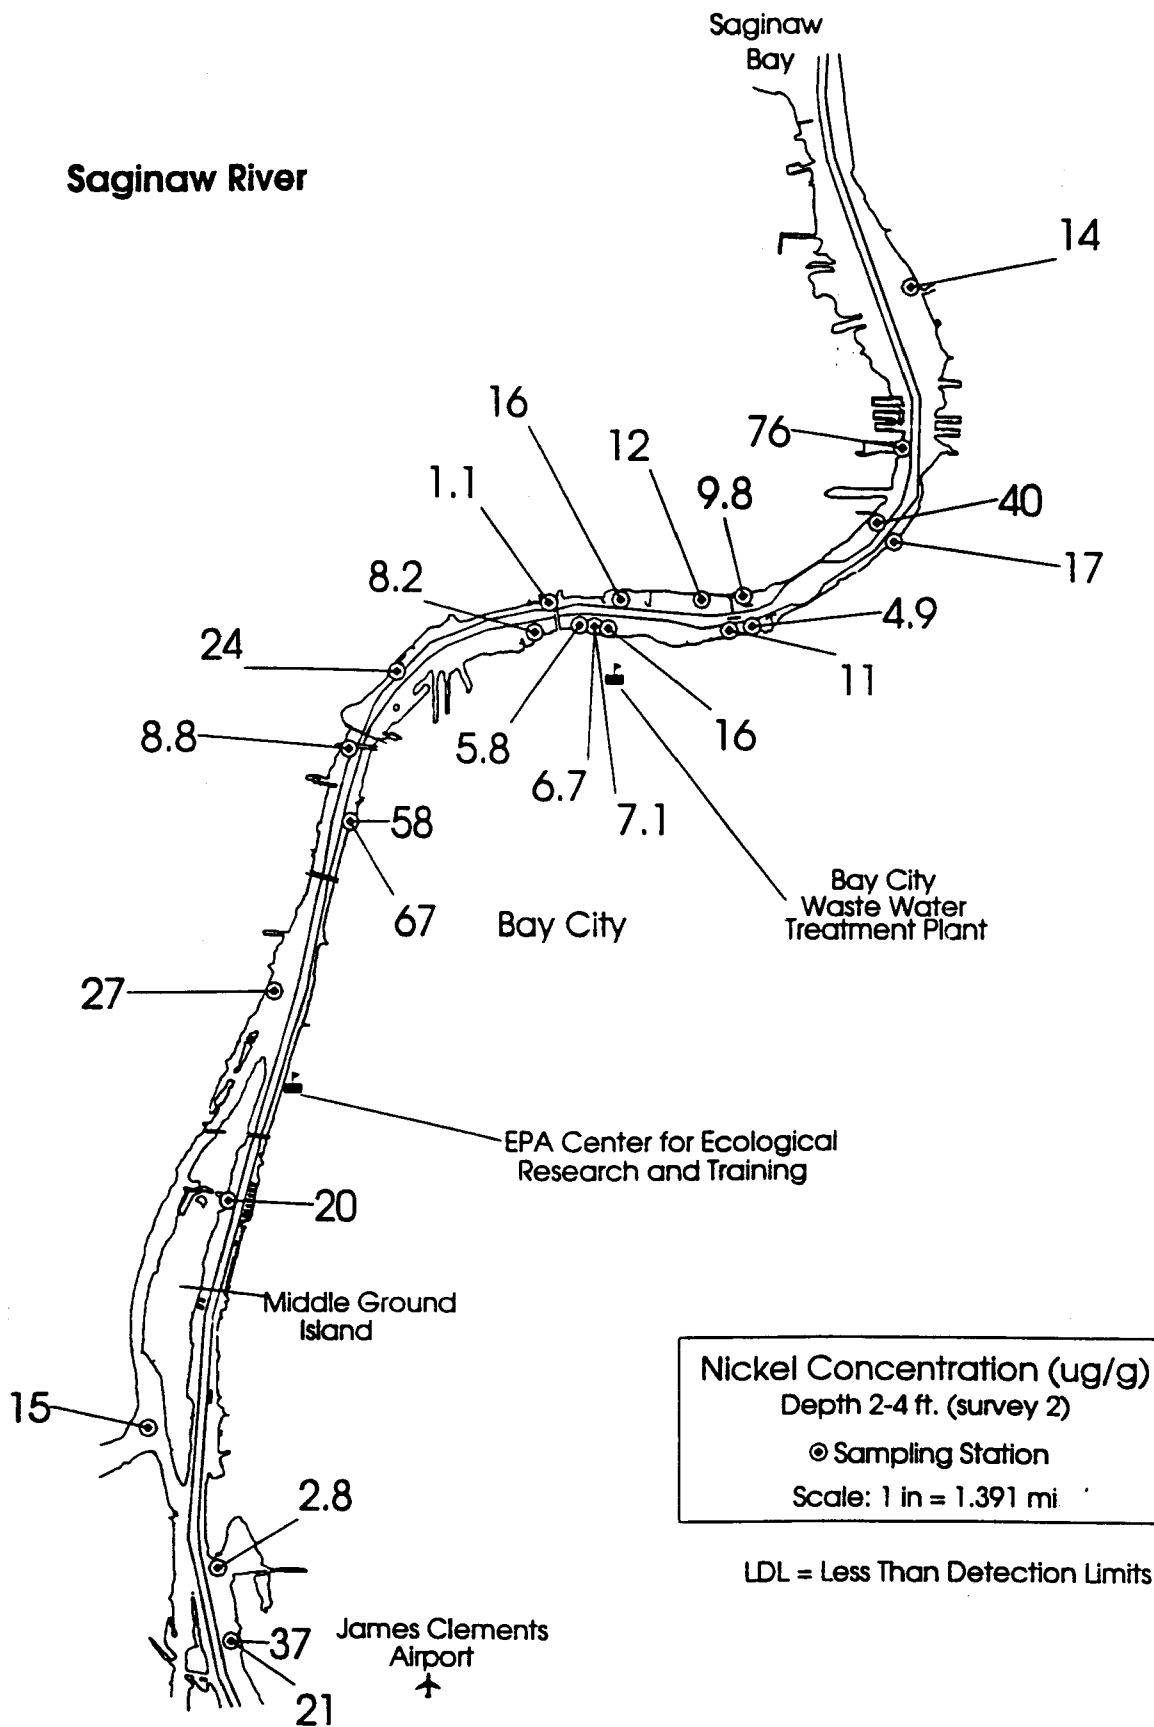 Saginaw
Bay
Saginaw River
14
16
76
12
1.1
9.8
40
17
8.2
4.9
24
11
8.8
5.8
16
6.7
7.1
58
67
Bay City
Bay City
Waste Water
Treatment Plant
27
EPA Center for Ecological
Research and Training
20
Middle Ground
Island
15
Nickel Concentration (ug/g)
Depth 2-4 ft. (survey 2)
Sampling Station
Scale: 1 in = 1.391 mi
2.8
LDL = Less Than Detection Limits
37
James Clements
Airport
21